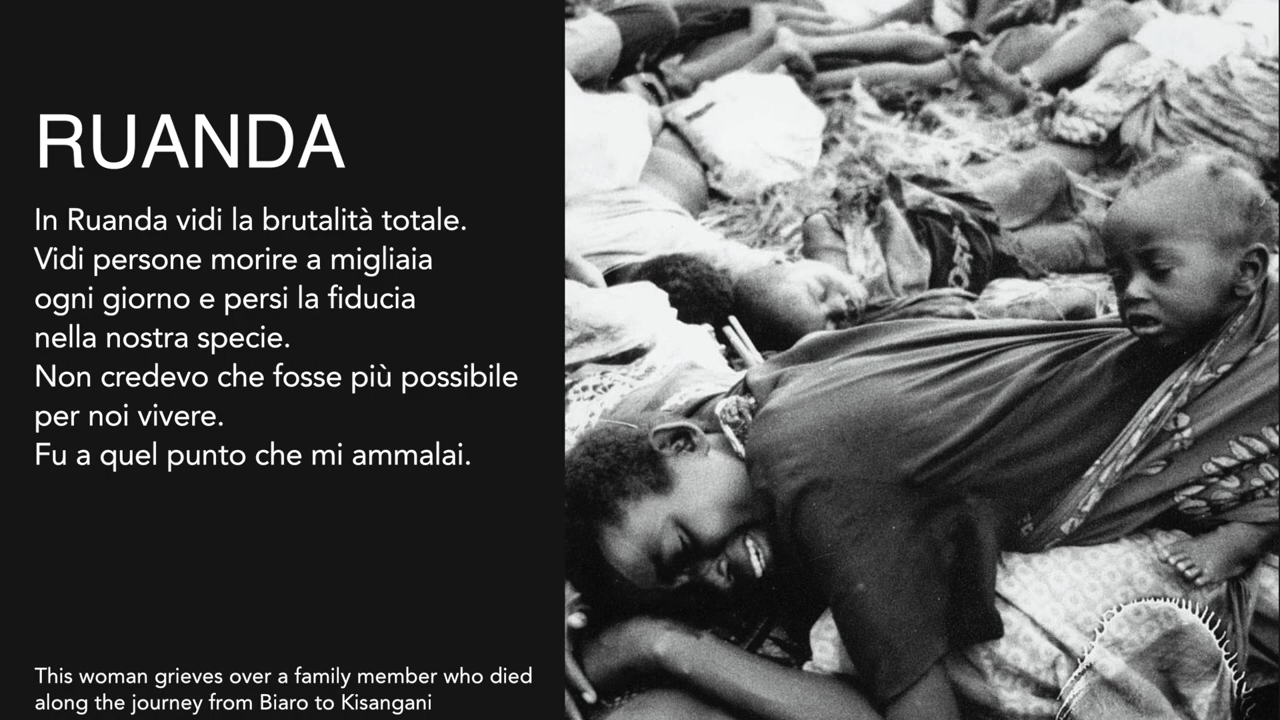 RUANDA
In Ruanda vidi la brutalità totale.
Vidi persone morire a migliaia
ogni giorno e persi la fiducia
nella nostra specie.
Non credevo che fosse più possibile
per noi vivere.
Fu a quel punto che mi ammalai.
This woman grieves over a family member who died
along the journey from Biaro to Kisangani